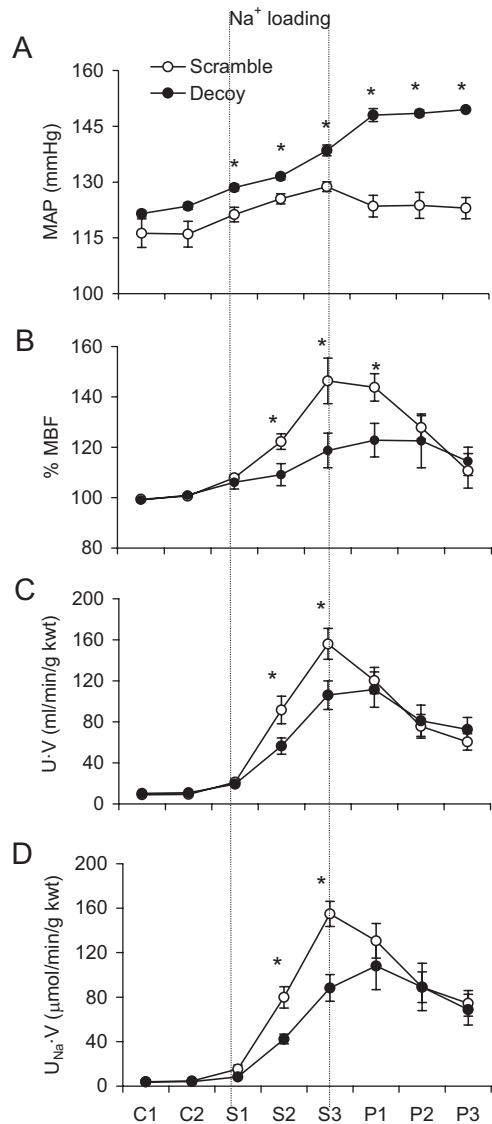 Na⁺ loading
A
Scramble
Decoy
160
145
130
115
100
MAP (mmHg)
* * * * * *
B
160
140
120
100
80
% MBF
* * *
C
200
160
120
80
40
0
U·V (ml/min/g kwt)
* *
D
200
160
120
80
40
0
U_Na·V (μmol/min/g kwt)
* *
C1 C2 S1 S2 S3 P1 P2 P3